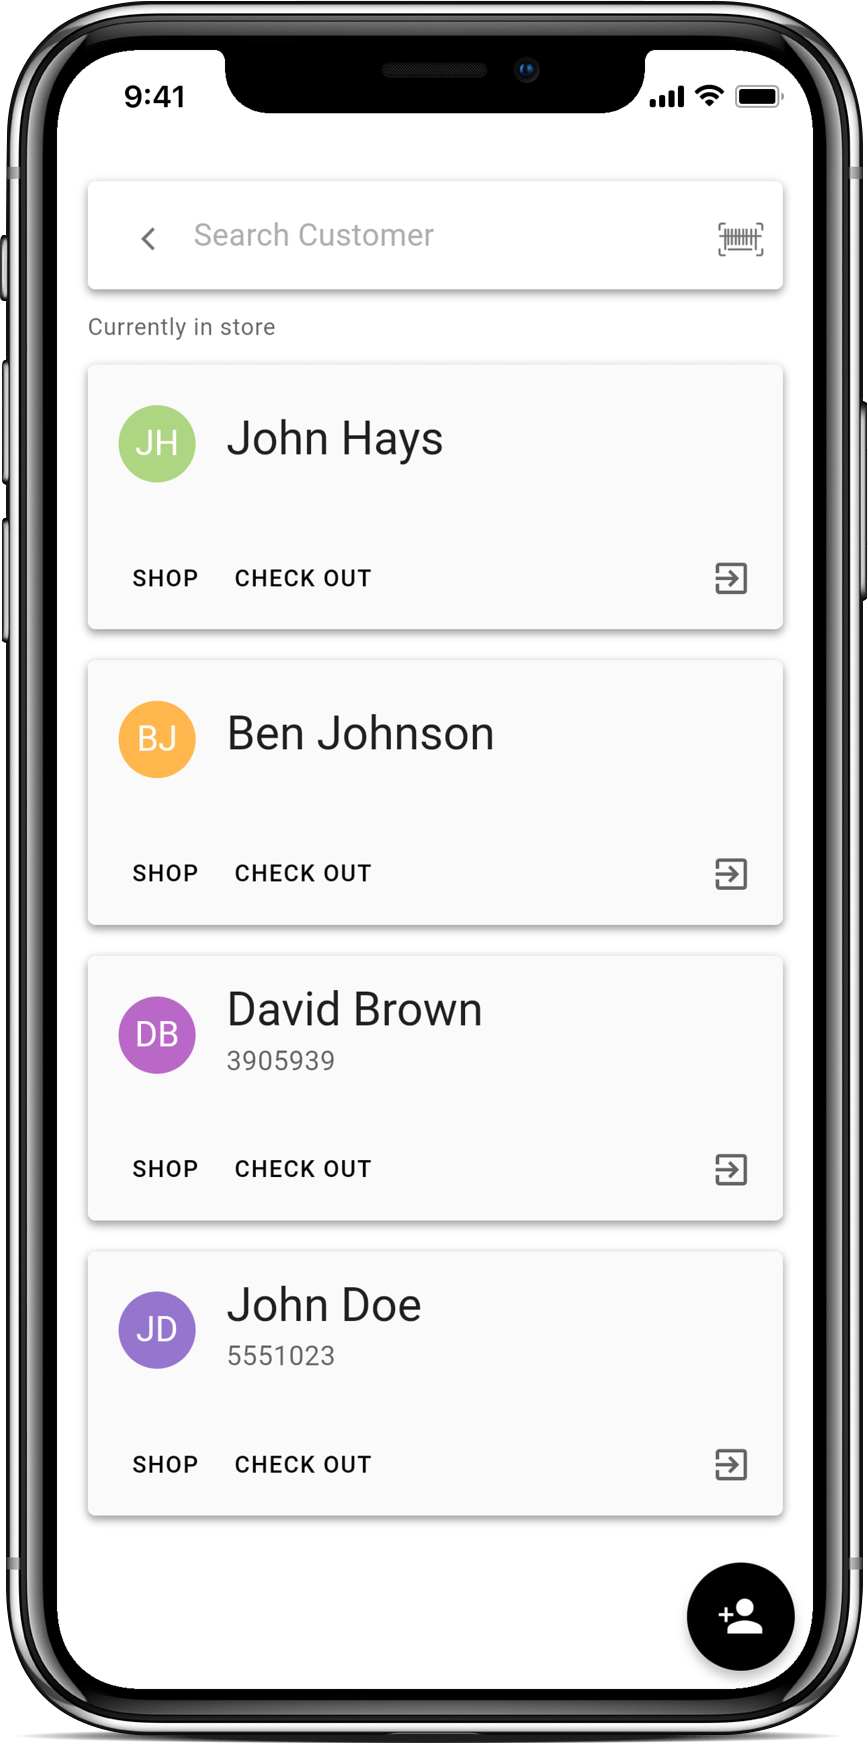 9:41
Search Customer
Currently in store
JH John Hays
SHOP CHECK OUT
BJ Ben Johnson
SHOP CHECK OUT
DB David Brown
3905939
SHOP CHECK OUT
JD John Doe
5551023
SHOP CHECK OUT